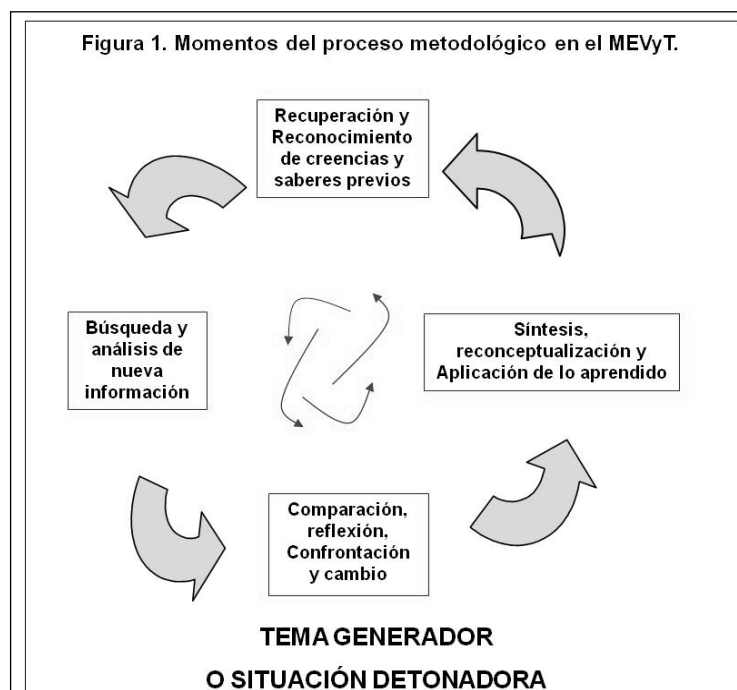 Figura 1. Momentos del proceso metodológico en el MEVyT.
Recuperación y
Reconocimiento
de creencias y
saberes previos
Búsqueda y
análisis de
nueva
información
Síntesis,
reconceptualización y
Aplicación de lo aprendido
Comparación,
reflexión,
Confrontación
y cambio
TEMA GENERADOR
O SITUACIÓN DETONADORA